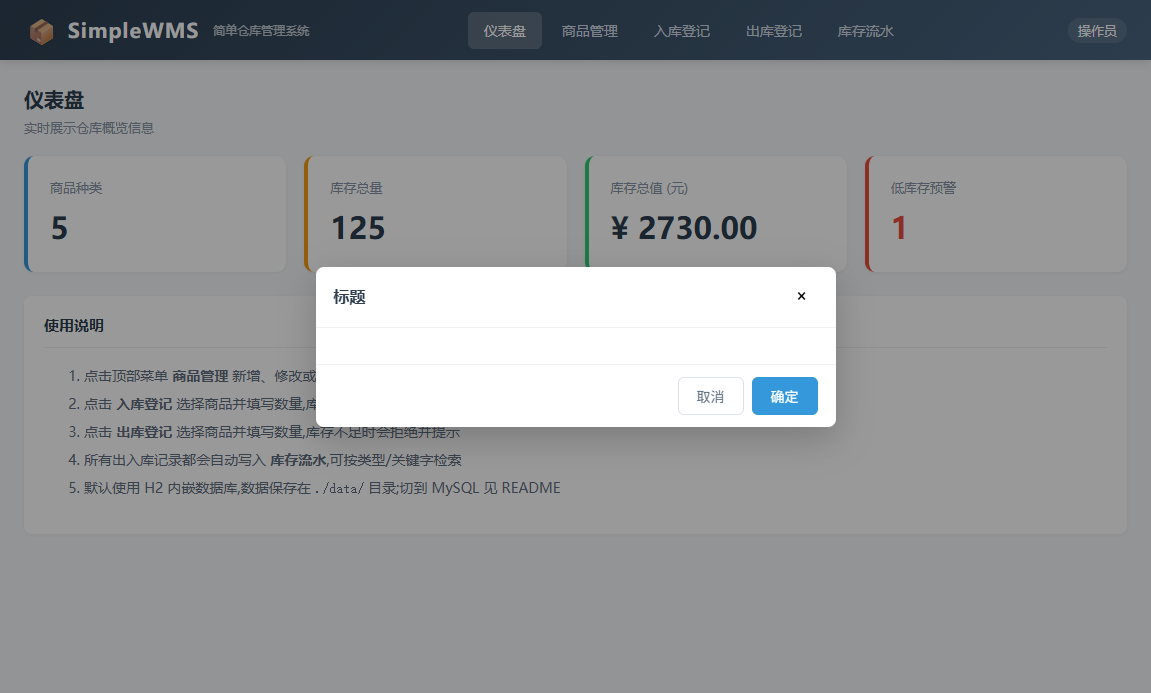 SimpleWMS 简单仓库管理系统 仪表盘 商品管理 入库登记 出库登记 库存流水 操作员
仪表盘
实时展示仓库概览信息
商品种类 库存总量 库存总值 (元) 低库存预警
5 125 ¥ 2730.00 1
标题 ×
使用说明
1. 点击顶部菜单 商品管理 新增、修改或
2. 点击 入库登记 选择商品并填写数量,库
取消 确定
3. 点击 出库登记 选择商品并填写数量,库存不足时会拒绝并提示
4. 所有出入库记录都会自动写入 库存流水,可按类型/关键字检索
5. 默认使用 H2 内嵌数据库,数据保存在 ./data/ 目录;切到 MySQL 见 README